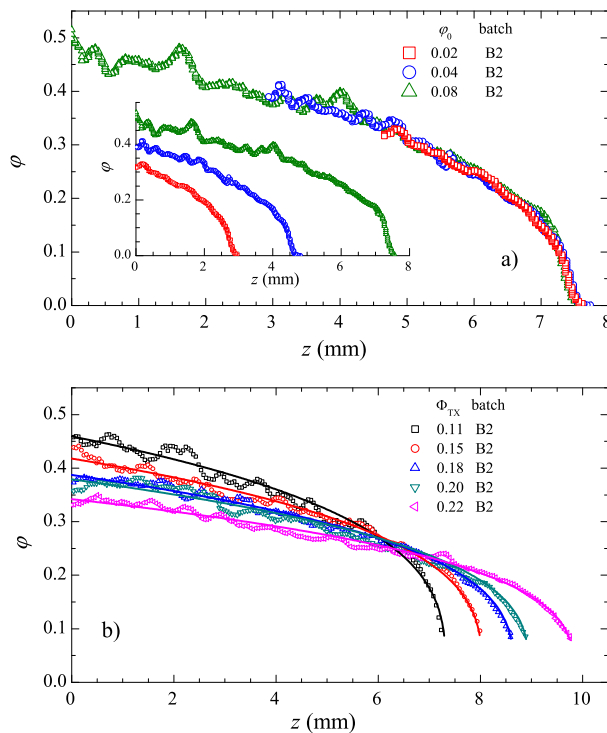 φ₀ batch
0.02 B2
0.04 B2
0.08 B2
0.5
0.4
0.3
0.2
0.1
0.0
φ
0.4
0.2
0.0
φ
0 2 4 6 8
z (mm)
a)
0 1 2 3 4 5 6 7 8
z (mm)
Φ_TX batch
0.11 B2
0.15 B2
0.18 B2
0.20 B2
0.22 B2
0.5
0.4
0.3
0.2
0.1
0.0
φ
b)
0 2 4 6 8 10
z (mm)